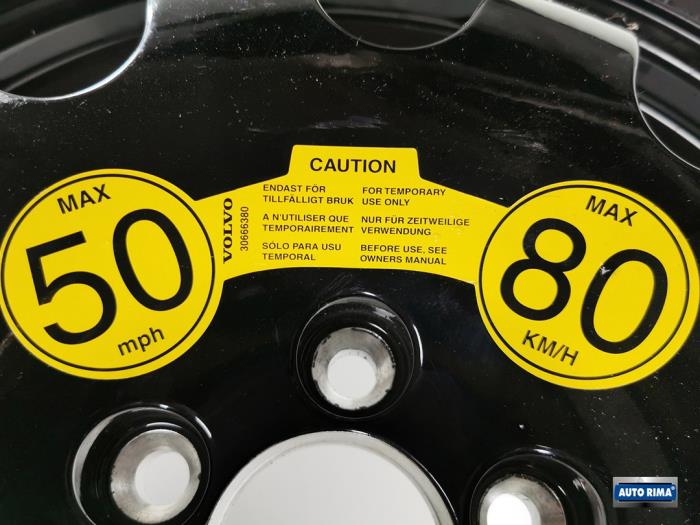 CAUTION
MAX
50
mph
VOLVO
30666380
ENDAST FÖR
TILLFÄLLIGT BRUK
A N'UTILISER QUE
TEMPORAIREMENT
SÓLO PARA USU
TEMPORAL
FOR TEMPORARY
USE ONLY
NUR FÜR ZEITWEILIGE
VERWENDUNG
BEFORE USE, SEE
OWNERS MANUAL
MAX
80
KM/H
AUTO RIMA